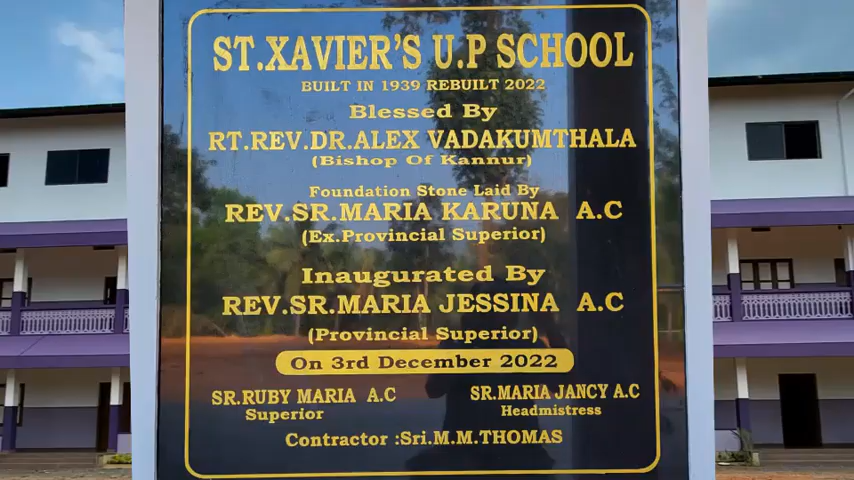 ST.XAVIER'S U.P SCHOOL
BUILT IN 1939 REBUILT 2022
Blessed By
RT.REV.DR.ALEX VADAKUMTHALA
(Bishop Of Kannur)
Foundation Stone Laid By
REV.SR.MARIA KARUNA A.C
(Ex.Provincial Superior)
Inaugurated By
REV.SR.MARIA JESSINA A.C
(Provincial Superior)
On 3rd December 2022
SR.RUBY MARIA A.C
Superior
SR.MARIA JANCY A.C
Headmistress
Contractor :Sri.M.M.THOMAS